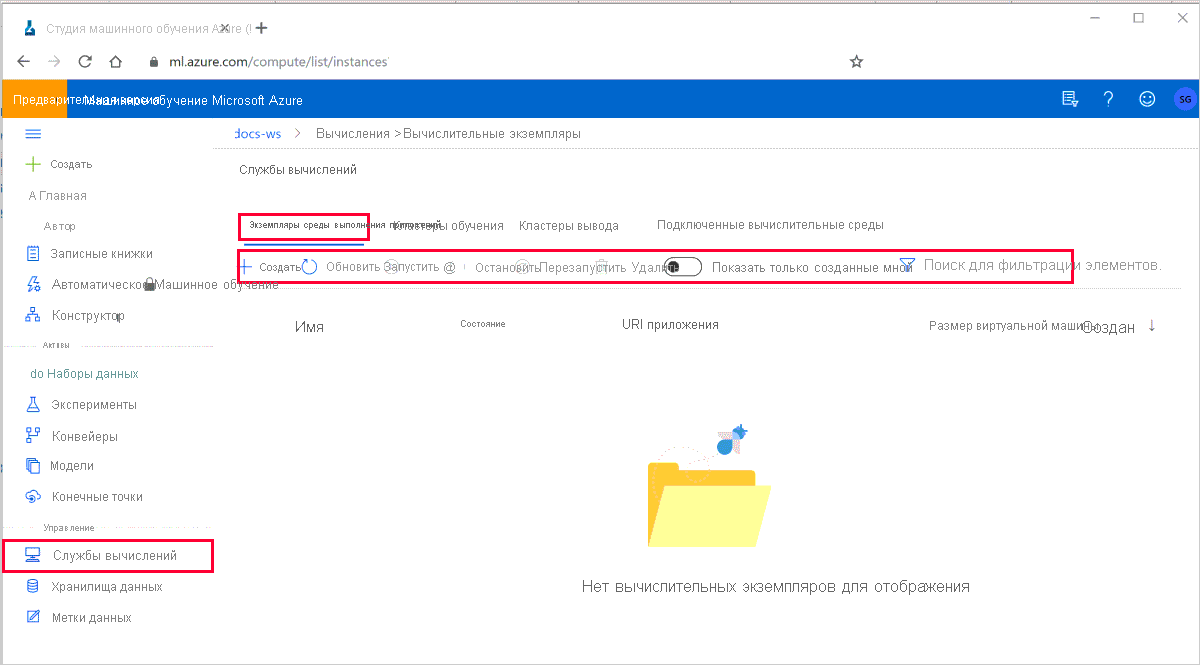 Студия машинного обучения Azure (!
ml.azure.com/compute/list/instances
Предварительная версия Машинное обучение Microsoft Azure
SG
docs-ws > Вычисления >Вычислительные экземпляры
Создать
Службы вычислений
А Главная
Автор
Экземпляры среды выполнения приложений Кластеры обучения Кластеры вывода Подключенные вычислительные среды
Записные книжки
Создать Обновить Запустить @ Остановить Перезапустить Удалить Показать только созданные мной Поиск для фильтрации элементов.
Автоматическое Машинное обучение
Конструктор
Имя Состояние URI приложения Размер виртуальной машины Создан ↓
Активы
do Наборы данных
Эксперименты
Конвейеры
Модели
Конечные точки
Управление
Службы вычислений
Хранилища данных
Нет вычислительных экземпляров для отображения
Метки данных